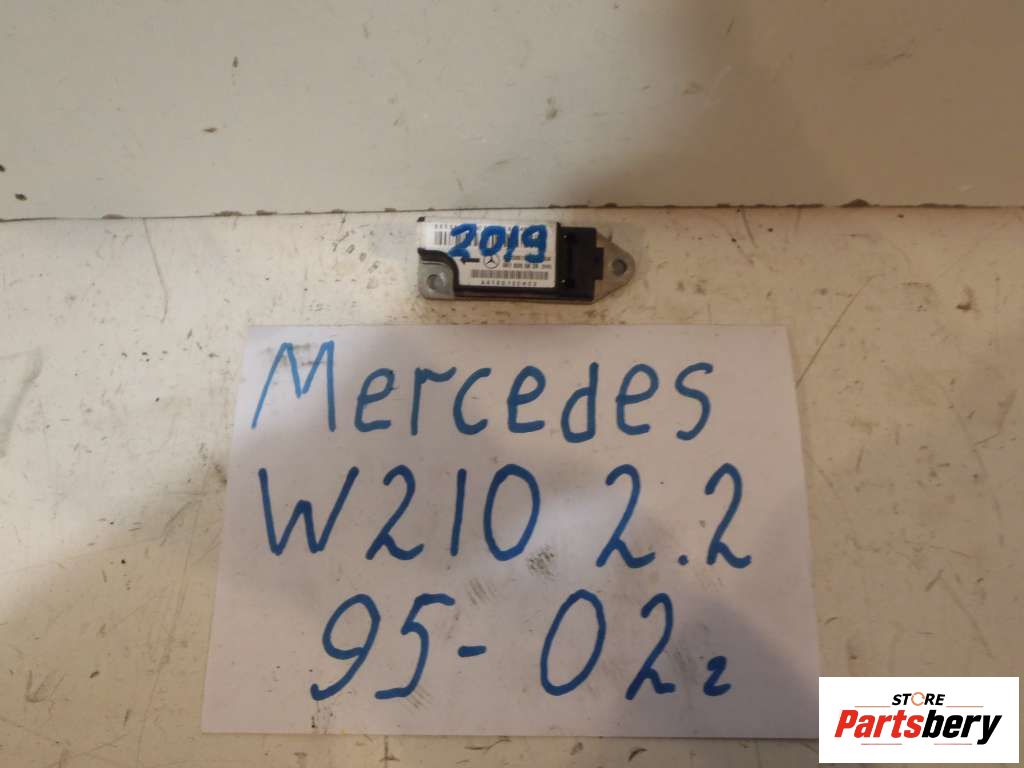 2019
Mercedes
W210 2.2
95-02г
STORE
Partsbery